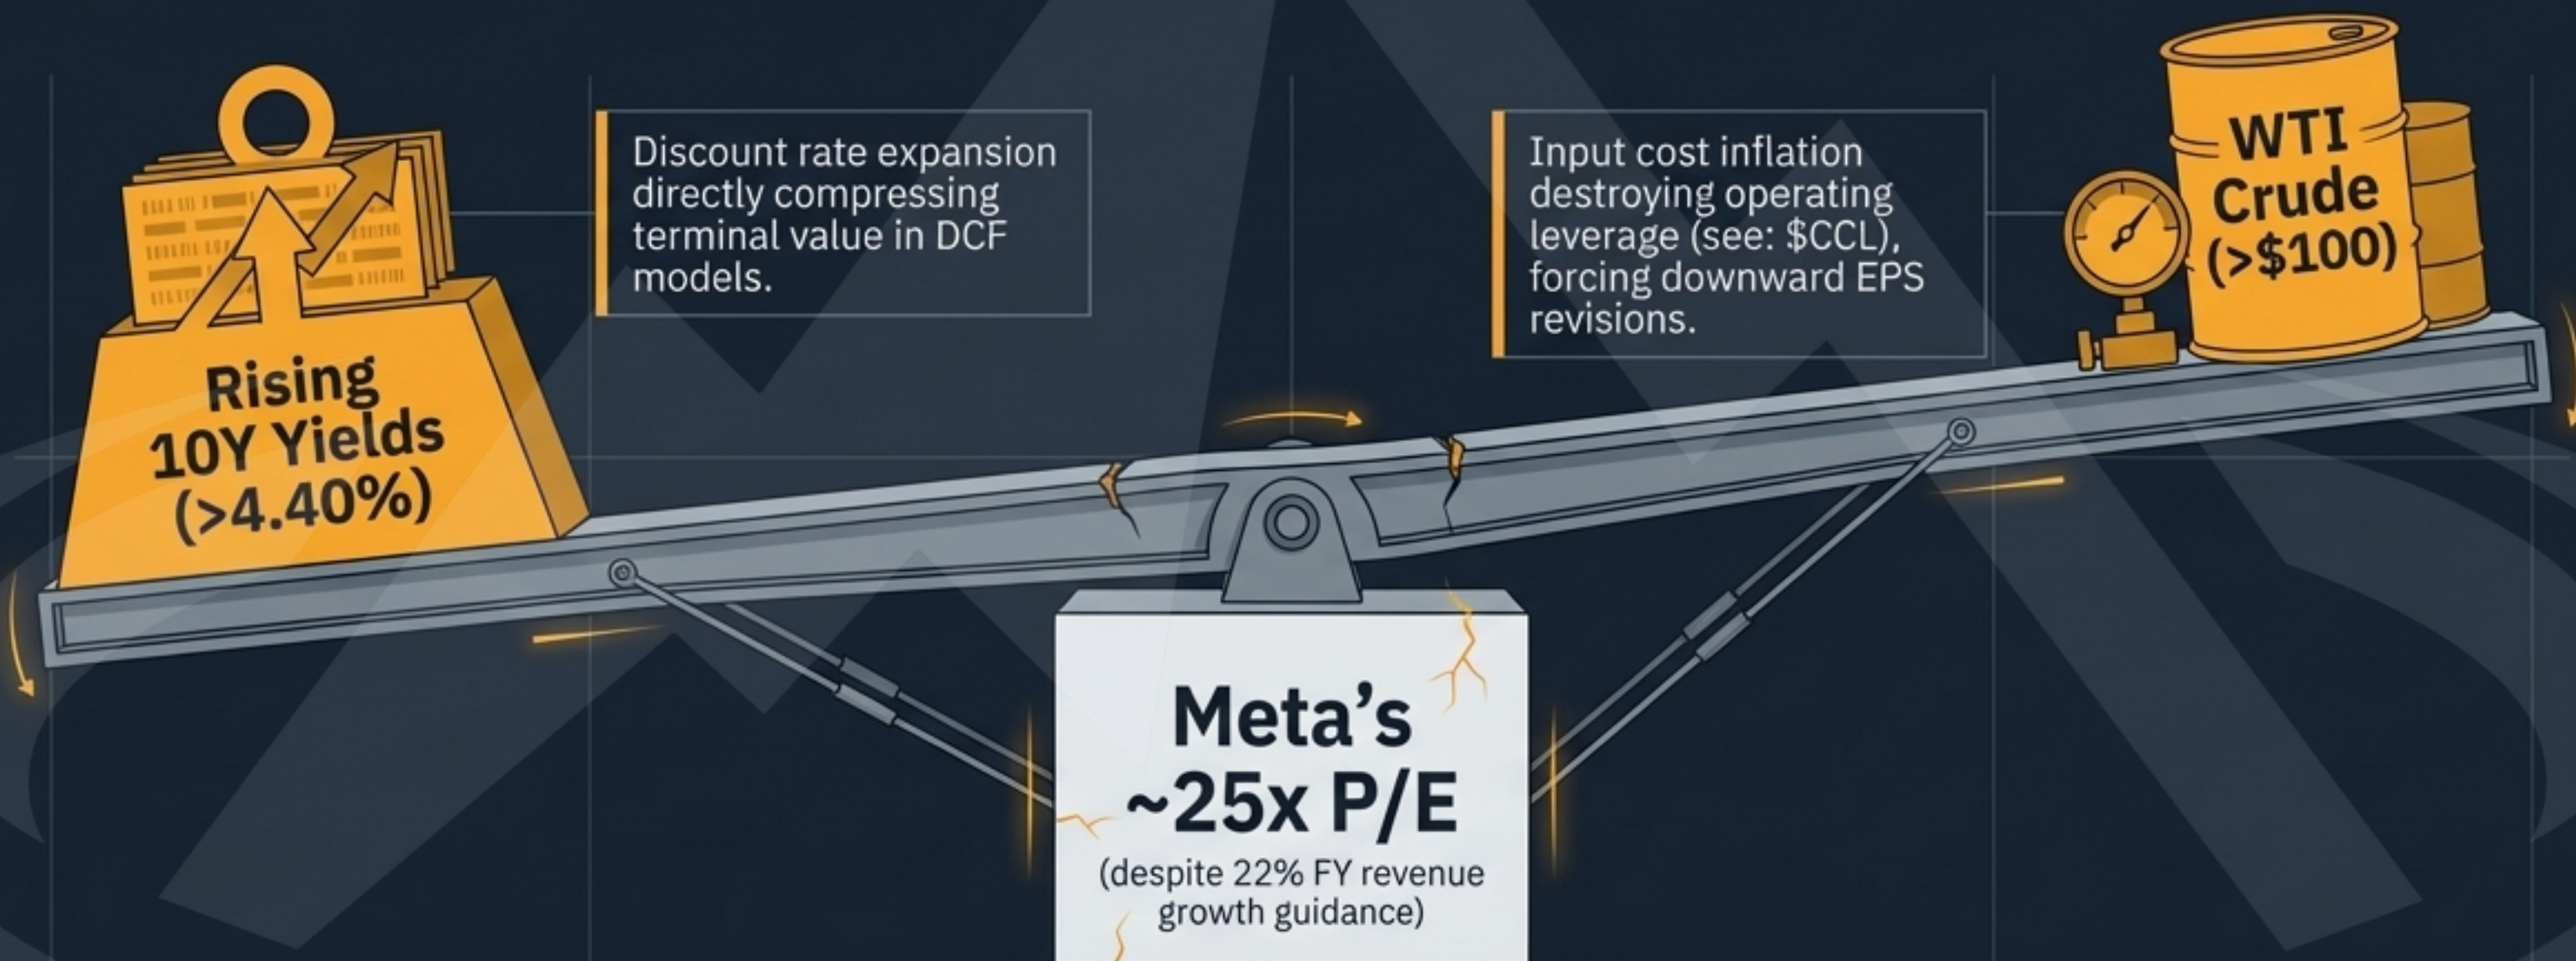 Rising
10Y Yields
(>4.40%)
Discount rate expansion
directly compressing
terminal value in DCF
models.
Input cost inflation
destroying operating
leverage (see: $CCL),
forcing downward EPS
revisions.
WTI
Crude
(>$100)
Meta’s
~25x P/E
(despite 22% FY revenue
growth guidance)